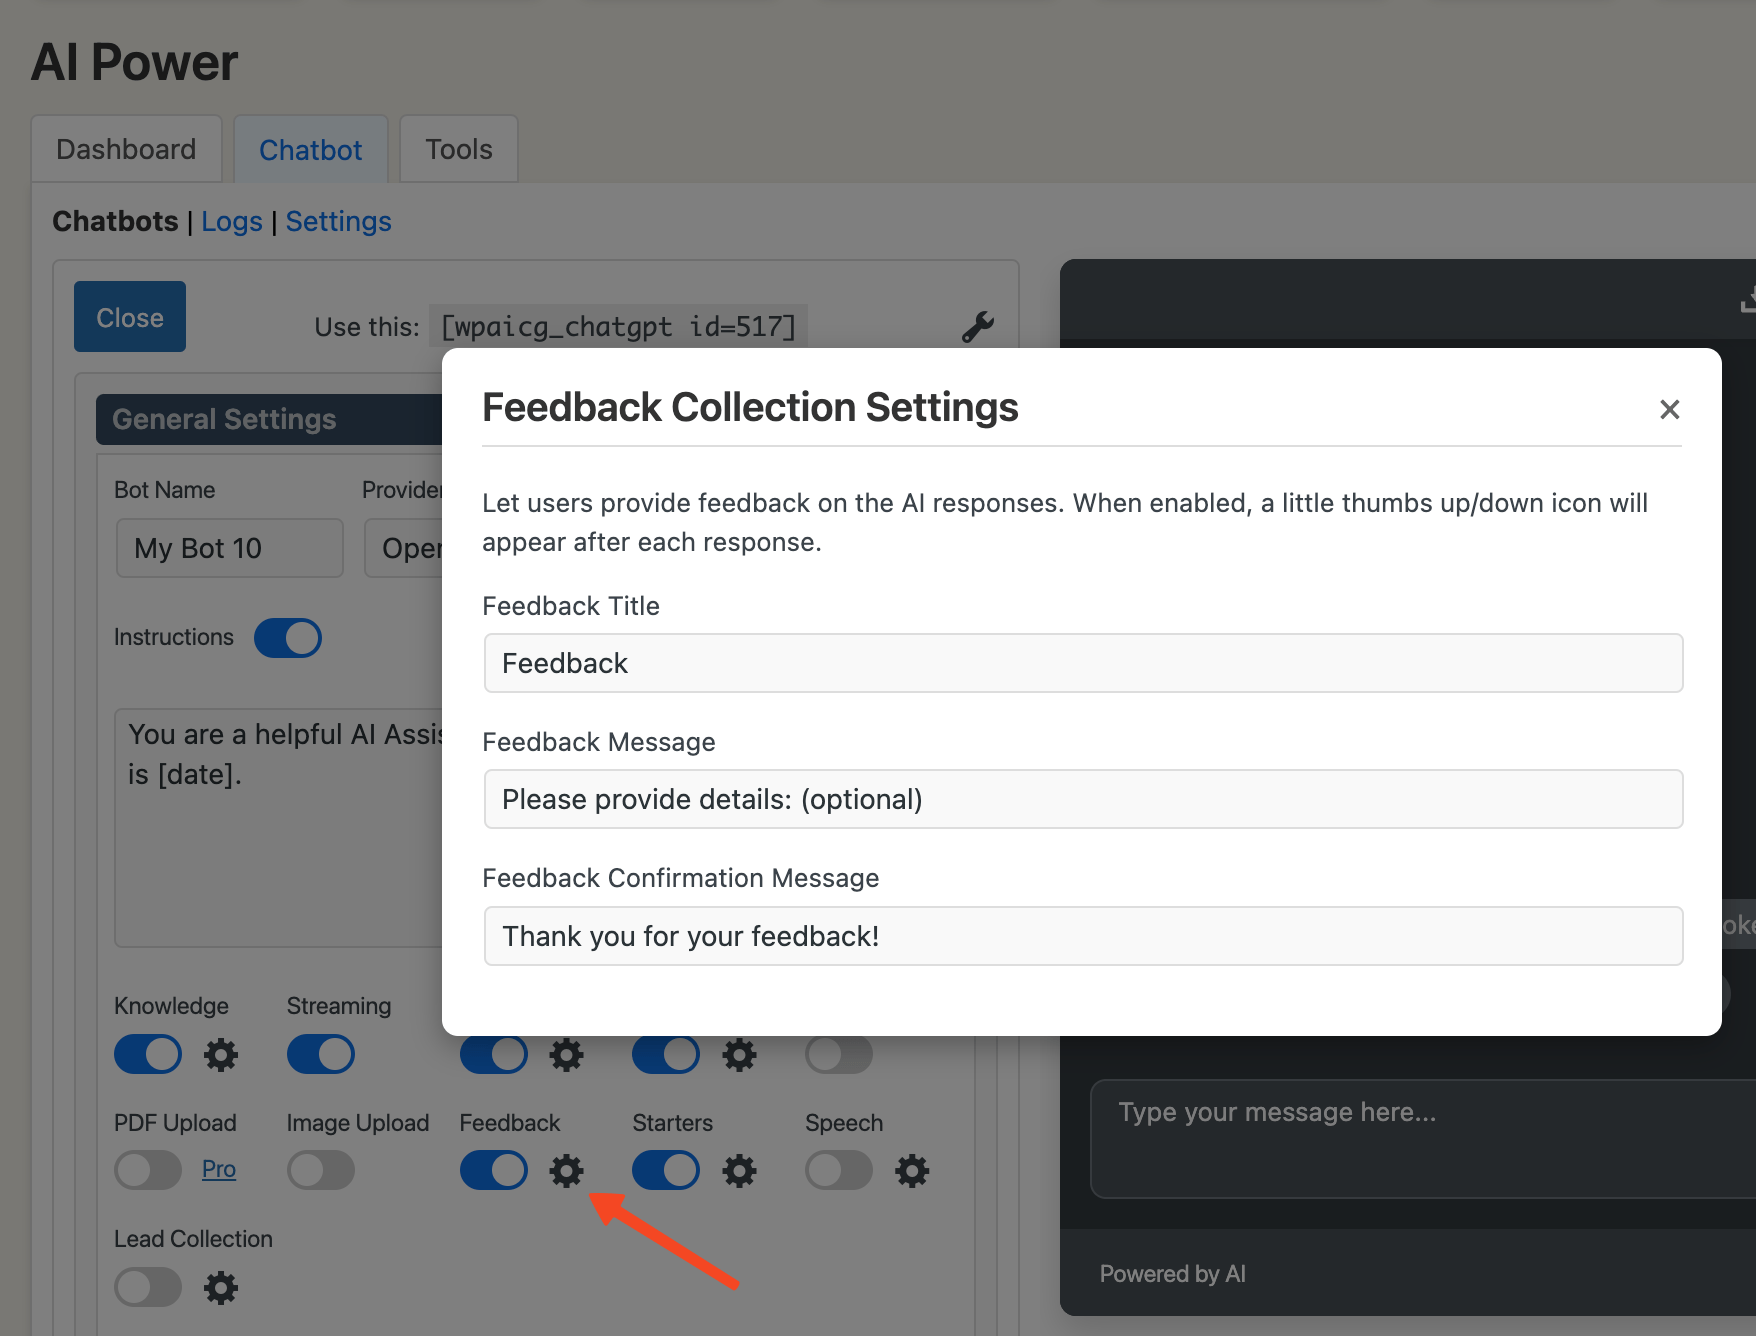 AI Power
Dashboard
Chatbot
Tools
Chatbots | Logs | Settings
Close
Use this: [wpaicg_chatgpt id=517]
General Settings
Bot Name
Provider
My Bot 10
Instructions
You are a helpful AI
is [date].
Feedback Collection Settings
×
Let users provide feedback on the AI responses. When enabled, a little thumbs up/down icon will
appear after each response.
Feedback Title
Feedback
Feedback Message
Please provide details: (optional)
Feedback Confirmation Message
Thank you for your feedback!
Knowledge
Streaming
PDF Upload
Image Upload
Feedback
Starters
Speech
Pro
Lead Collection
Type your message here...
Powered by AI